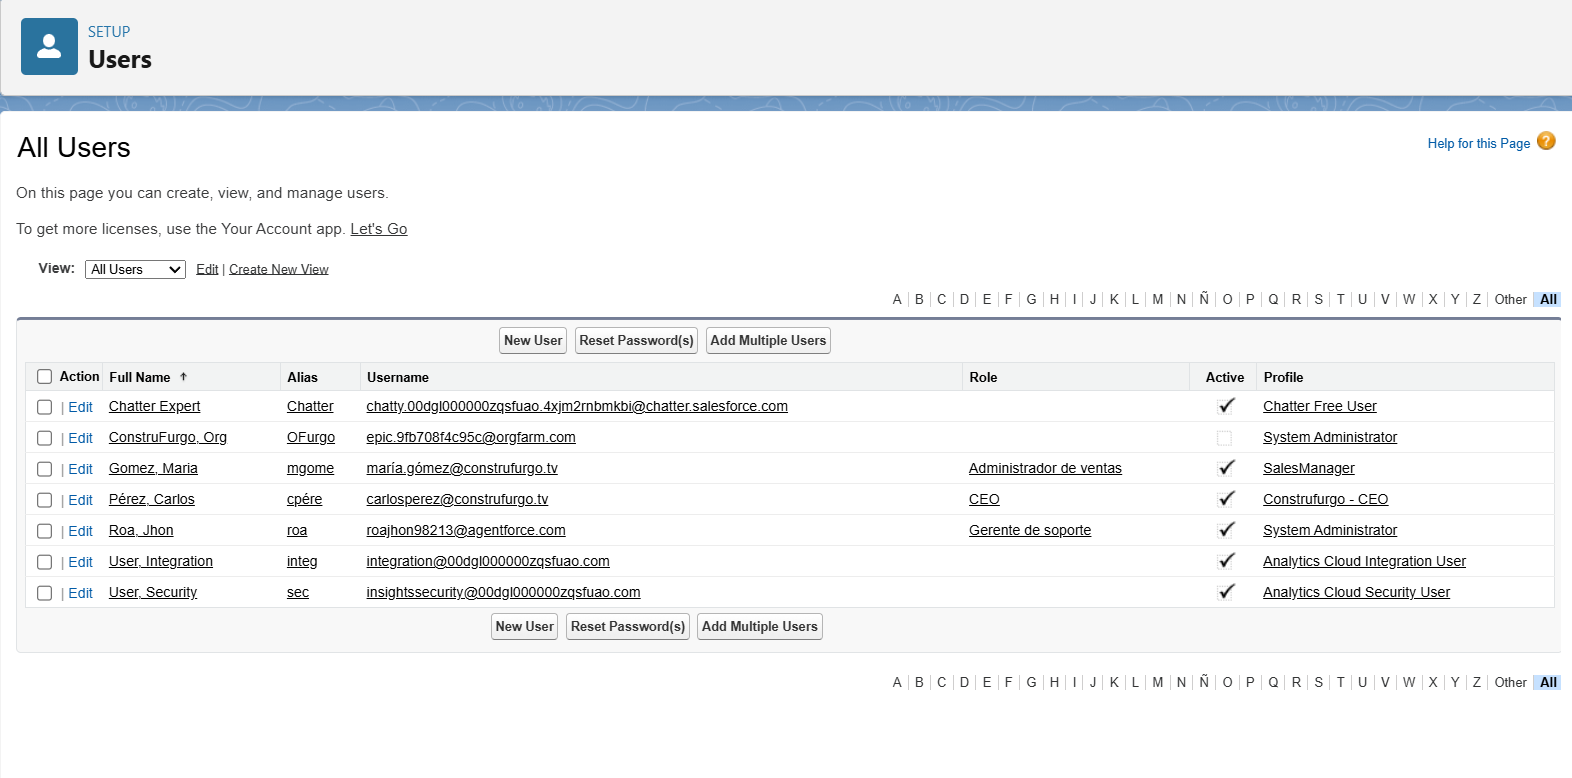 SETUP
Users
All Users
Help for this Page ?
On this page you can create, view, and manage users.
To get more licenses, use the Your Account app. Let's Go
View: All Users Edit | Create New View
A B C D E F G H I J K L M N Ñ O P Q R S T U V W X Y Z Other All
New User Reset Password(s) Add Multiple Users
Action Full Name ↑ Alias Username Role Active Profile
| Edit Chatter Expert Chatter chatty.00dgl000000zqsfuao.4xjm2rnbmkbi@chatter.salesforce.com Chatter Free User
| Edit ConstruFurgo, Org OFurgo epic.9fb708f4c95c@orgfarm.com System Administrator
| Edit Gomez, Maria mgome maría.gómez@construfurgo.tv Administrador de ventas SalesManager
| Edit Pérez, Carlos cpére carlosperez@construfurgo.tv CEO Construfurgo - CEO
| Edit Roa, Jhon roa roajhon98213@agentforce.com Gerente de soporte System Administrator
| Edit User, Integration integ integration@00dgl000000zqsfuao.com Analytics Cloud Integration User
| Edit User, Security sec insightssecurity@00dgl000000zqsfuao.com Analytics Cloud Security User
New User Reset Password(s) Add Multiple Users
A B C D E F G H I J K L M N Ñ O P Q R S T U V W X Y Z Other All